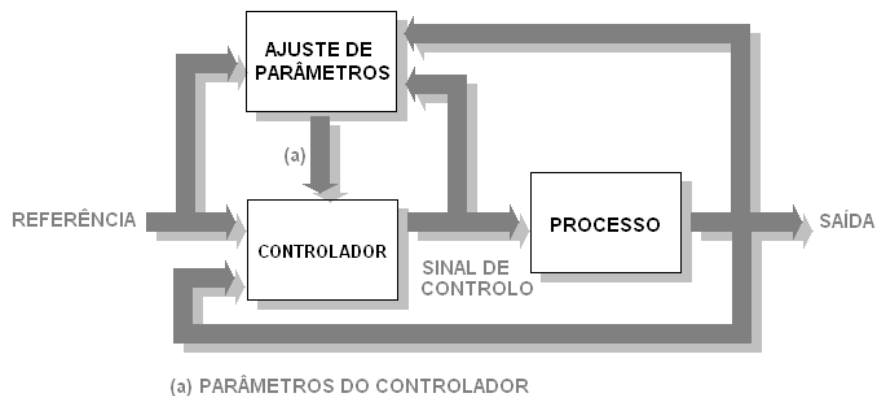 AJUSTE DE
PARÂMETROS
(a)
REFERÊNCIA
CONTROLADOR
SINAL DE
CONTROLO
PROCESSO
SAÍDA
(a) PARÂMETROS DO CONTROLADOR